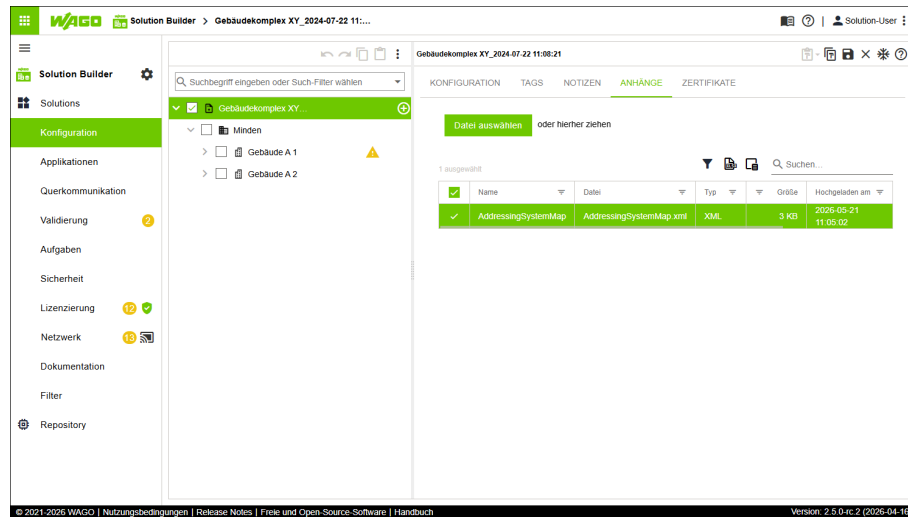 WAGO Solution Builder > Gebäudekomplex XY_2024-07-22 11:... Solution-User
Solution Builder
Solutions
Konfiguration
Applikationen
Querkommunikation
Validierung 2
Aufgaben
Sicherheit
Lizenzierung 12
Netzwerk 13
Dokumentation
Filter
Repository
Suchbegriff eingeben oder Such-Filter wählen
Gebäudekomplex XY...
Minden
Gebäude A 1
Gebäude A 2
Gebäudekomplex XY_2024-07-22 11:08:21
KONFIGURATION TAGS NOTIZEN ANHÄNGE ZERTIFIKATE
Datei auswählen oder hierher ziehen
1 ausgewählt Suchen...
Name Datei Typ Größe Hochgeladen am
AddressingSystemMap AddressingSystemMap.xml XML 3 KB 2026-05-21
11:05:02
© 2021-2026 WAGO | Nutzungsbedingungen | Release Notes | Freie und Open-Source-Software | Handbuch Version: 2.5.0-rc.2 (2026-04-16